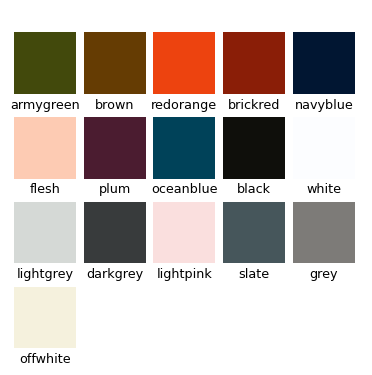 armygreen brown redorange brickred navyblue
flesh plum oceanblue black white
lightgrey darkgrey lightpink slate grey
offwhite